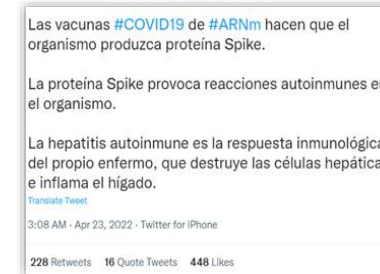 Las vacunas #COVID19 de #ARNm hacen que el
organismo produzca proteína Spike.
La proteína Spike provoca reacciones autoinmunes e
el organismo.
La hepatitis autoinmune es la respuesta inmunológica
del propio enfermo, que destruye las células hepática
e inflama el hígado.
Translate Tweet
3:08 AM · Apr 23, 2022 · Twitter for iPhone
228 Retweets 16 Quote Tweets 448 Likes